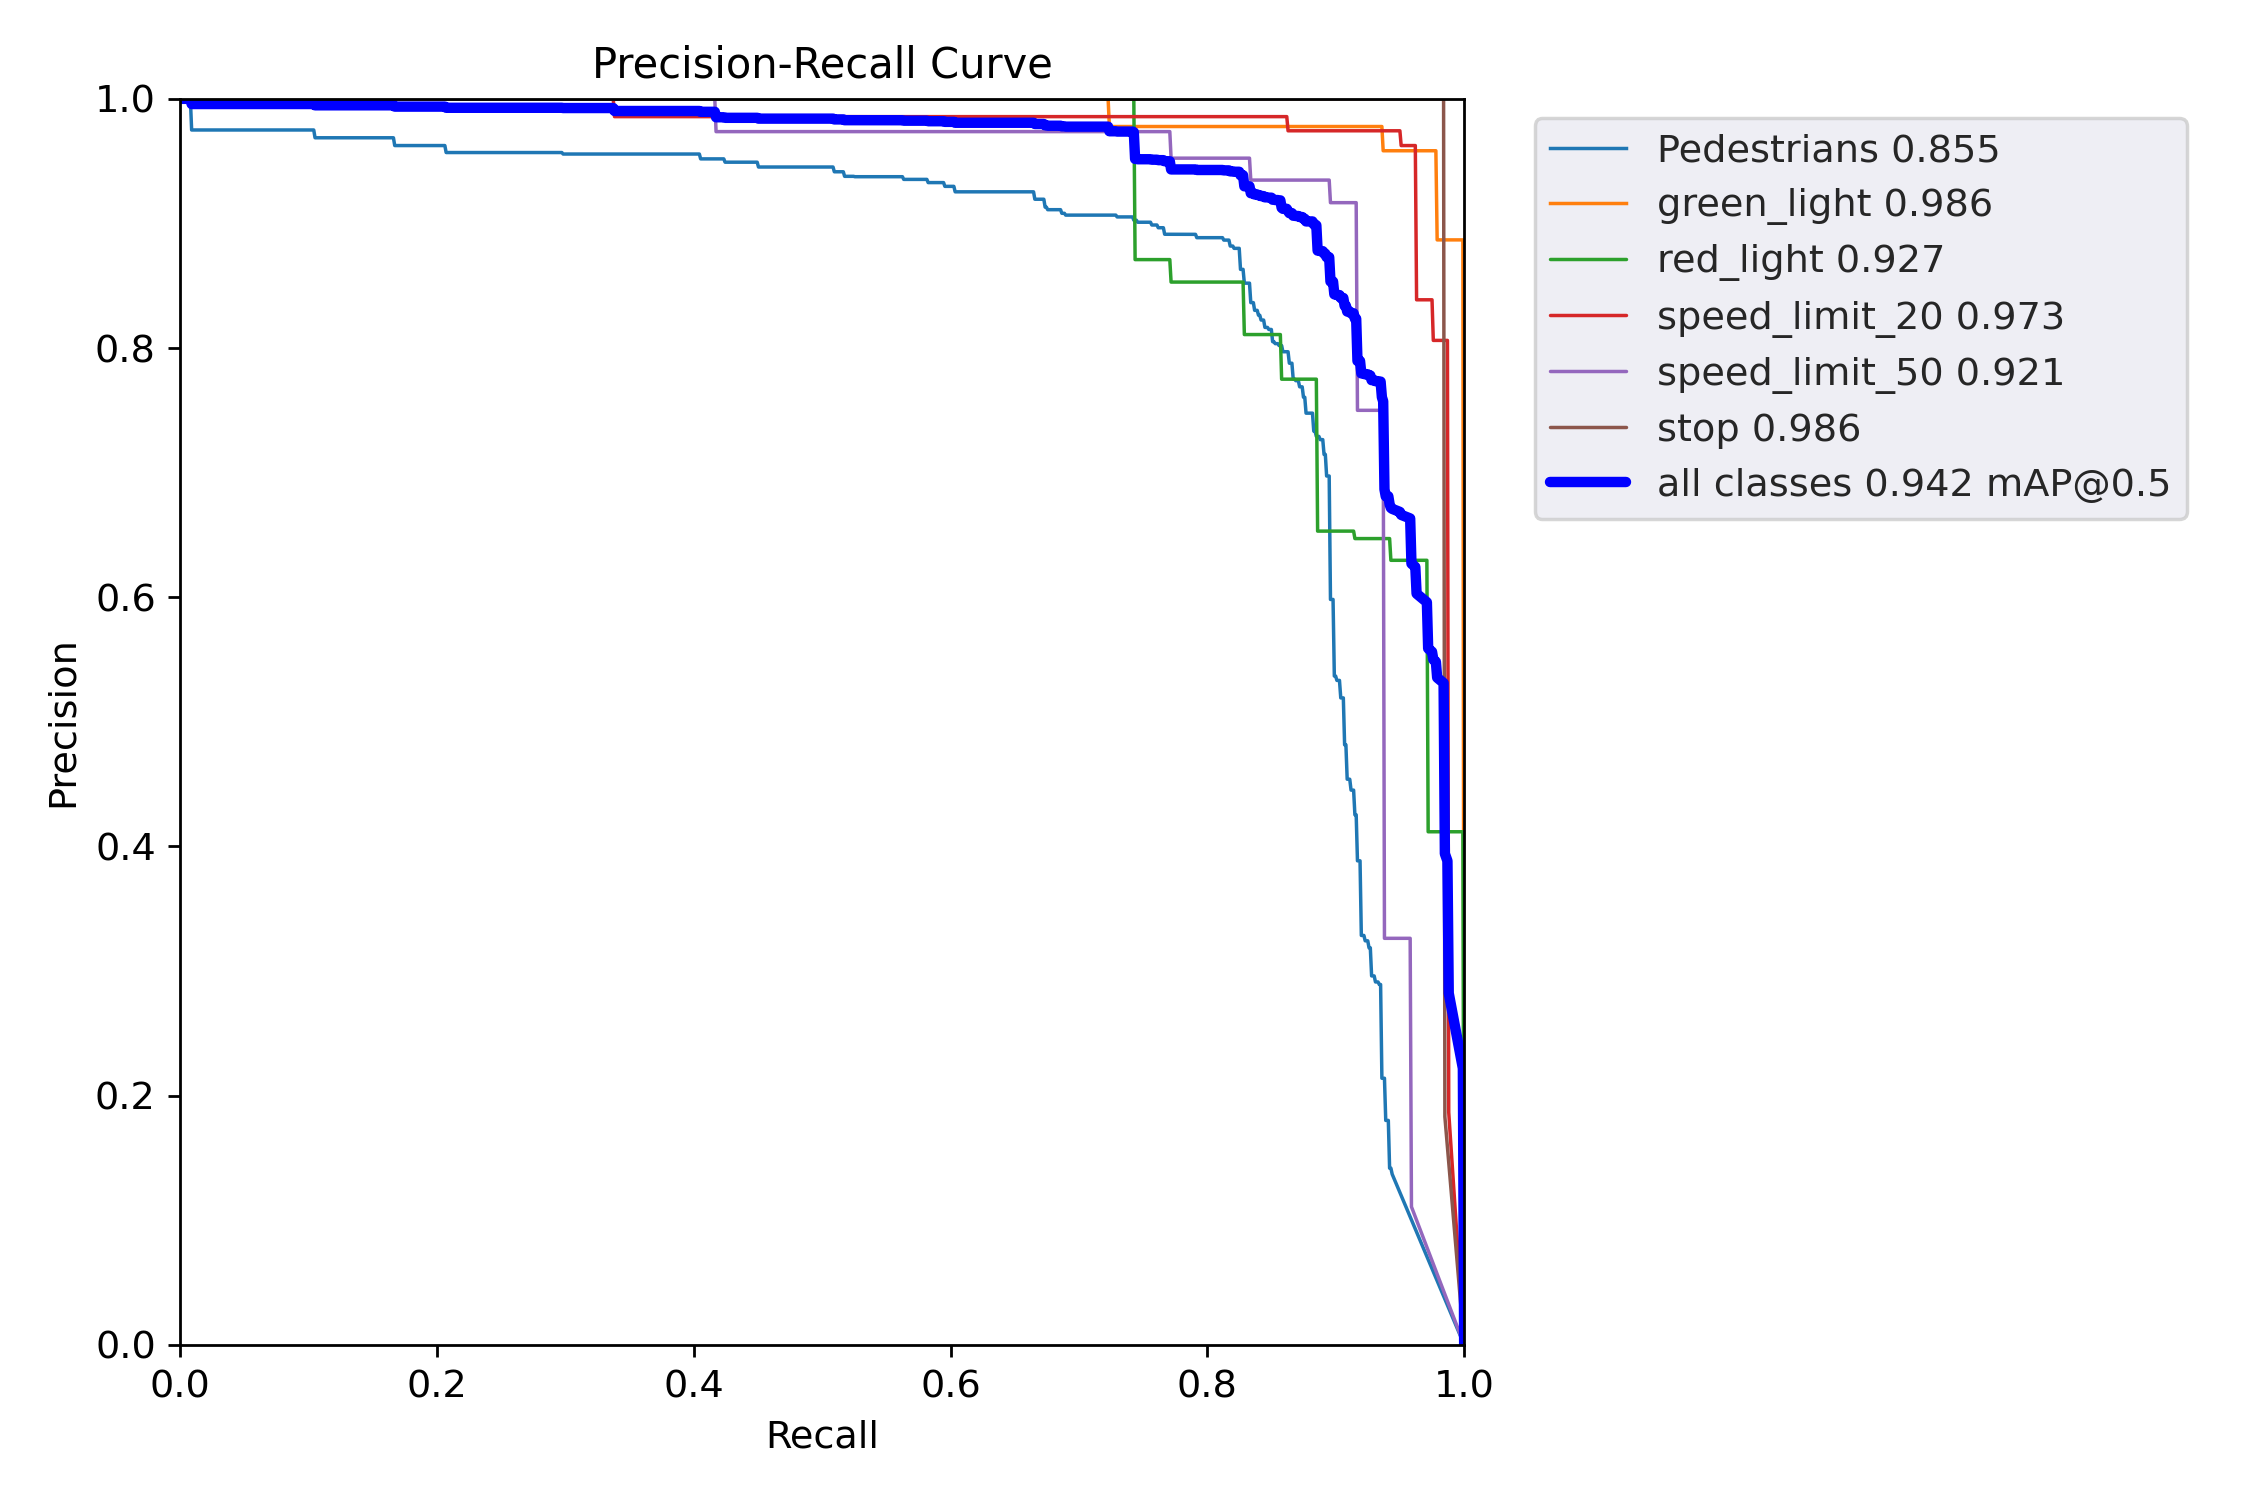 Precision-Recall Curve
1.0
0.8
0.6
0.4
0.2
0.0
Precision
0.0 0.2 0.4 0.6 0.8 1.0
Recall
Pedestrians 0.855
green_light 0.986
red_light 0.927
speed_limit_20 0.973
speed_limit_50 0.921
stop 0.986
all classes 0.942 mAP@0.5